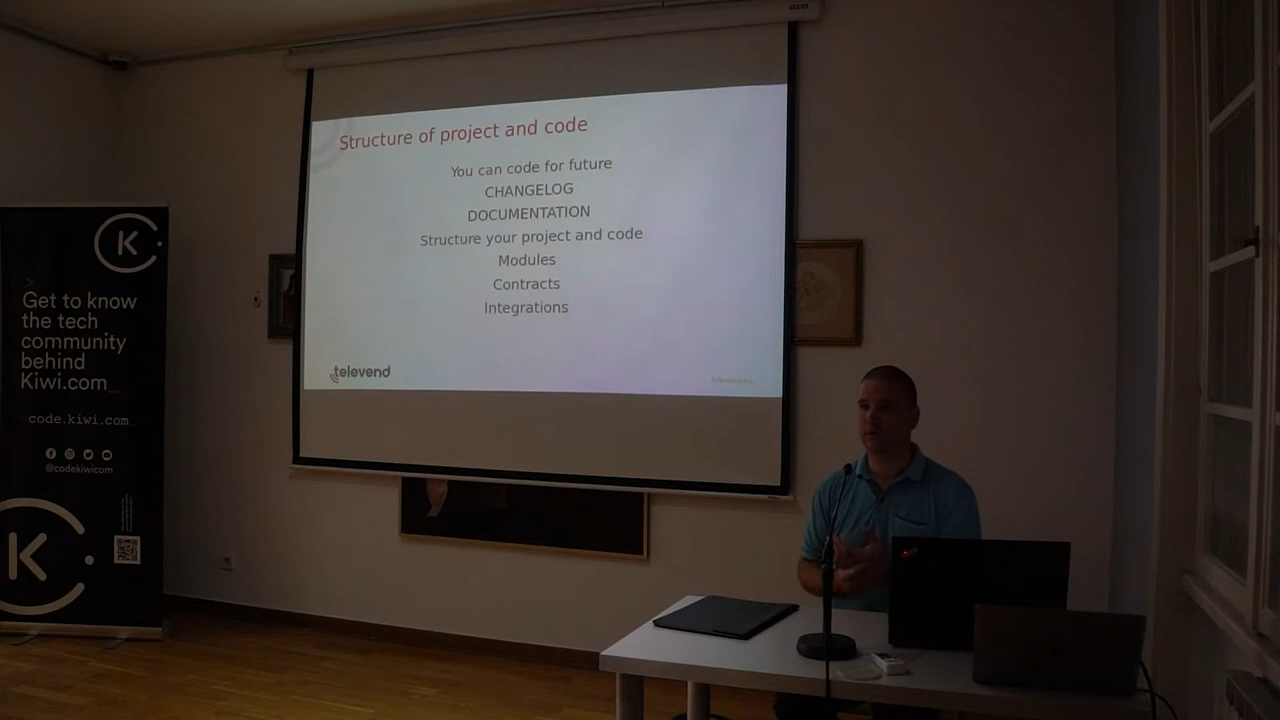 Structure of project and code
You can code for future
CHANGELOG
DOCUMENTATION
Structure your project and code
Modules
Contracts
Integrations
televend
K
>
Get to know
the tech
community
behind
Kiwi.com_
code.kiwi.com_
@codekiwicom
K